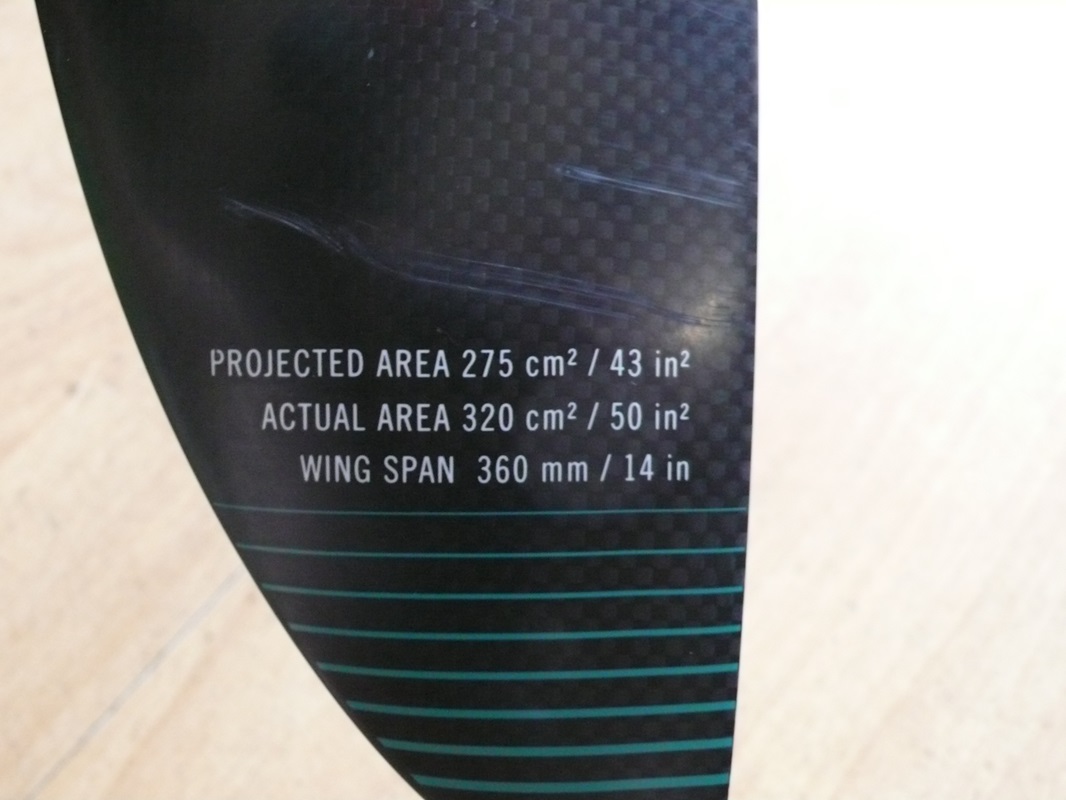 PROJECTED AREA 275 cm² / 43 in²
ACTUAL AREA 320 cm² / 50 in²
WING SPAN 360 mm / 14 in